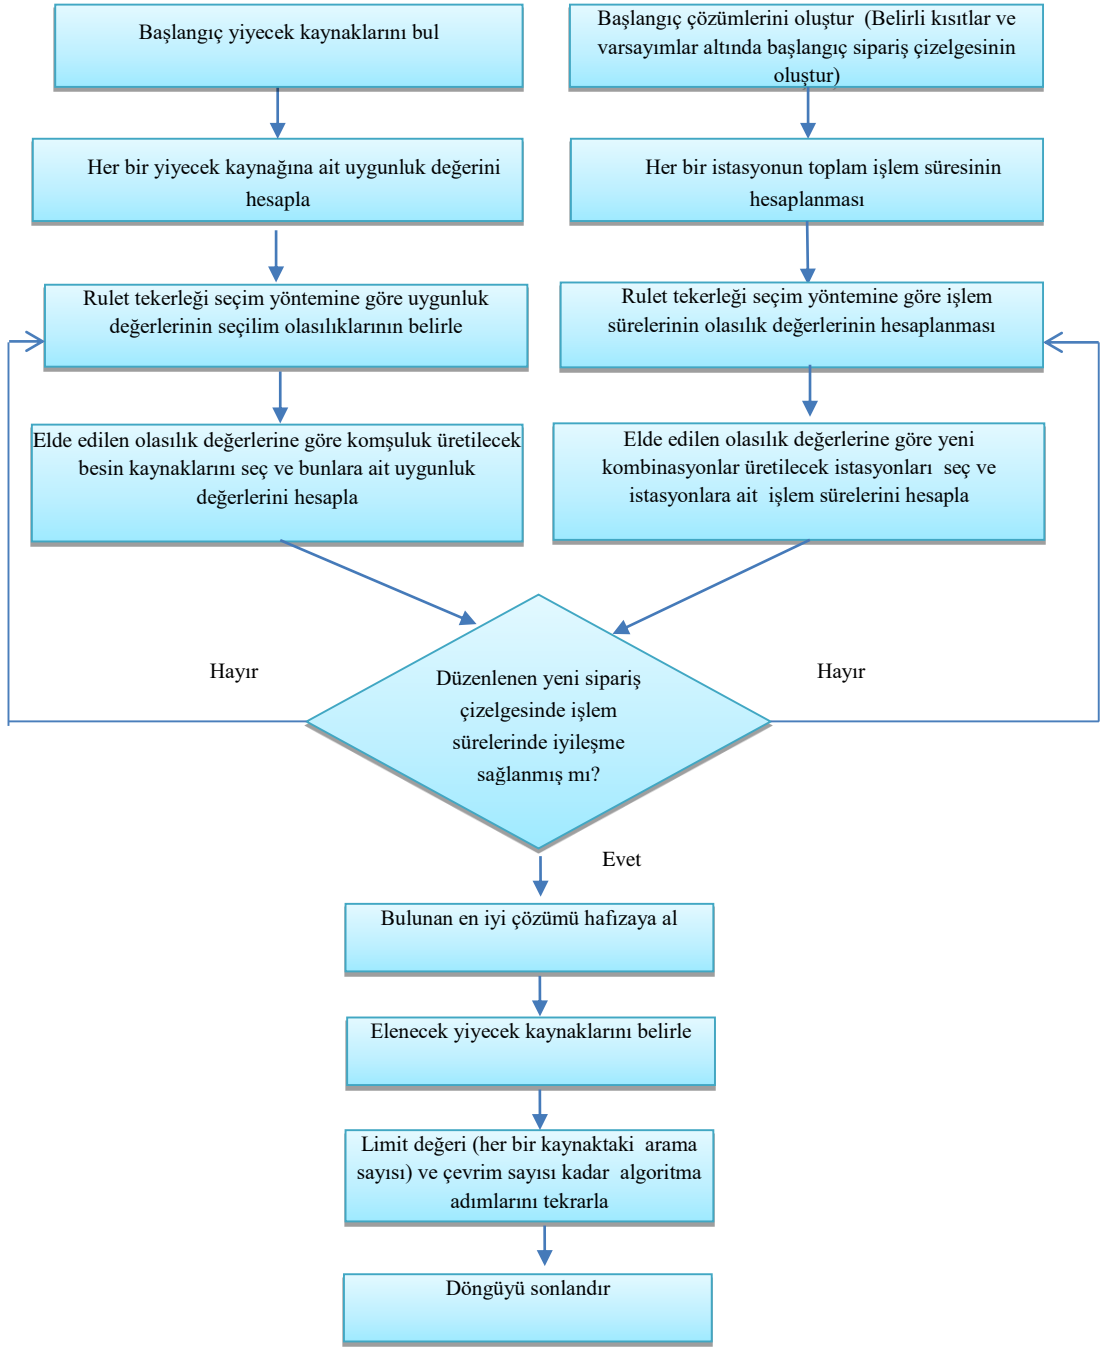 Başlangıç yiyecek kaynaklarını bul
Başlangıç çözümlerini oluştur (Belirli kısıtlar ve
varsayımlar altında başlangıç sipariş çizelgesinin
oluştur)
Her bir yiyecek kaynağına ait uygunluk değerini
hesapla
Her bir istasyonun toplam işlem süresinin
hesaplanması
Rulet tekerleği seçim yöntemine göre uygunluk
değerlerinin seçilim olasılıklarının belirle
Rulet tekerleği seçim yöntemine göre işlem
sürelerinin olasılık değerlerinin hesaplanması
Elde edilen olasılık değerlerine göre komşuluk üretilecek
besin kaynaklarını seç ve bunlara ait uygunluk
değerlerini hesapla
Elde edilen olasılık değerlerine göre yeni
kombinasyonlar üretilecek istasyonları seç ve
istasyonlara ait işlem sürelerini hesapla
Hayır
Hayır
Düzenlenen yeni sipariş
çizelgesinde işlem
sürelerinde iyileşme
sağlanmış mı?
Evet
Bulunan en iyi çözümü hafızaya al
Elenecek yiyecek kaynaklarını belirle
Limit değeri (her bir kaynaktaki arama
sayısı) ve çevrim sayısı kadar algoritma
adımlarını tekrarla
Döngüyü sonlandır